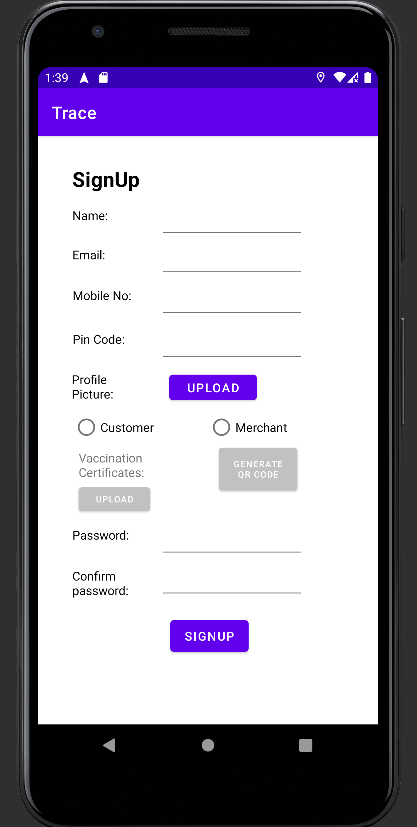 1:39
Trace
SignUp
Name:
Email:
Mobile No:
Pin Code:
Profile
Picture:
UPLOAD
Customer
Merchant
Vaccination
Certificates:
UPLOAD
GENERATE
QR CODE
Password:
Confirm
password:
SIGNUP